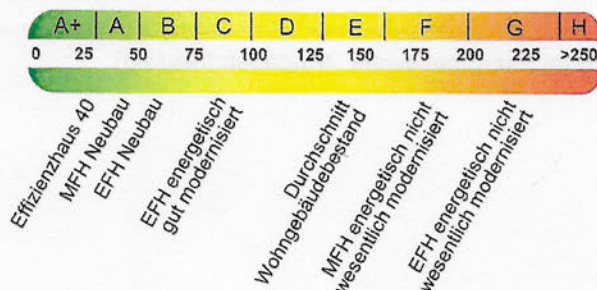 A+ A B C D E F G H
0 25 50 75 100 125 150 175 200 225 >250
Effizienzhaus 40
MFH Neubau
EFH Neubau
EFH energetisch
gut modernisiert
Durchschnitt
Wohngebäudebestand
MFH energetisch nicht
wesentlich modernisiert
EFH energetisch nicht
wesentlich modernisiert